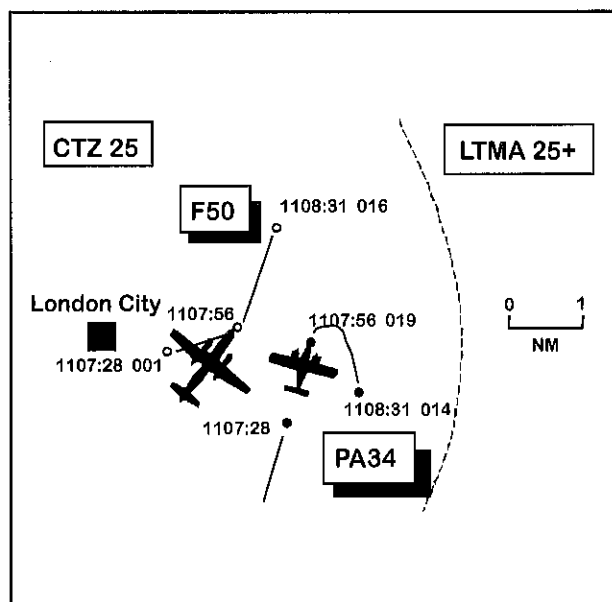 CTZ 25
LTMA 25+
F50
1108:31 016
London City
1107:56
0 1
NM
1107:56 019
1107:28 001
1108:31 014
1107:28
PA34